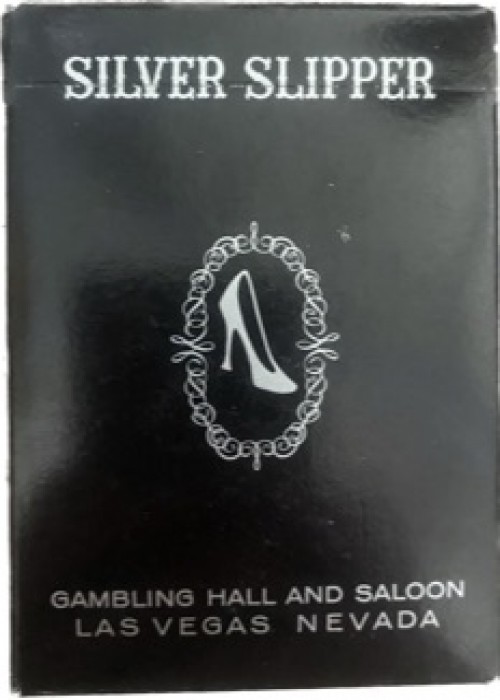 SILVER SLIPPER
GAMBLING HALL AND SALOON
LAS VEGAS NEVADA